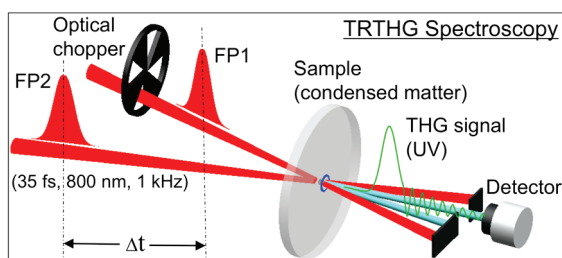 TRTHG Spectroscopy
Optical
chopper
FP1
FP2
Sample
(condensed matter)
THG signal
(UV)
Detector
(35 fs, 800 nm, 1 kHz)
Δt